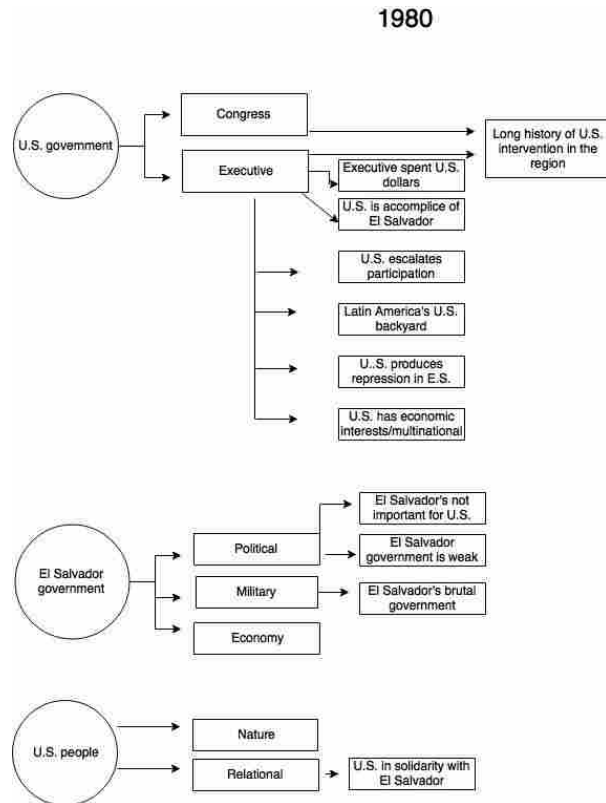 1980
U.S. government
Congress
Executive
Long history of U.S.
intervention in the
region
Executive spent U.S.
dollars
U.S. is accomplice of
El Salvador
U.S. escalates
participation
Latin America's U.S.
backyard
U..S. produces
repression in E.S.
U.S. has economic
interests/multinational
El Salvador
government
Political
Military
Economy
El Salvador's not
important for U.S.
El Salvador
government is weak
El Salvador's brutal
government
U.S. people
Nature
Relational
U.S. in solidarity with
El Salvador